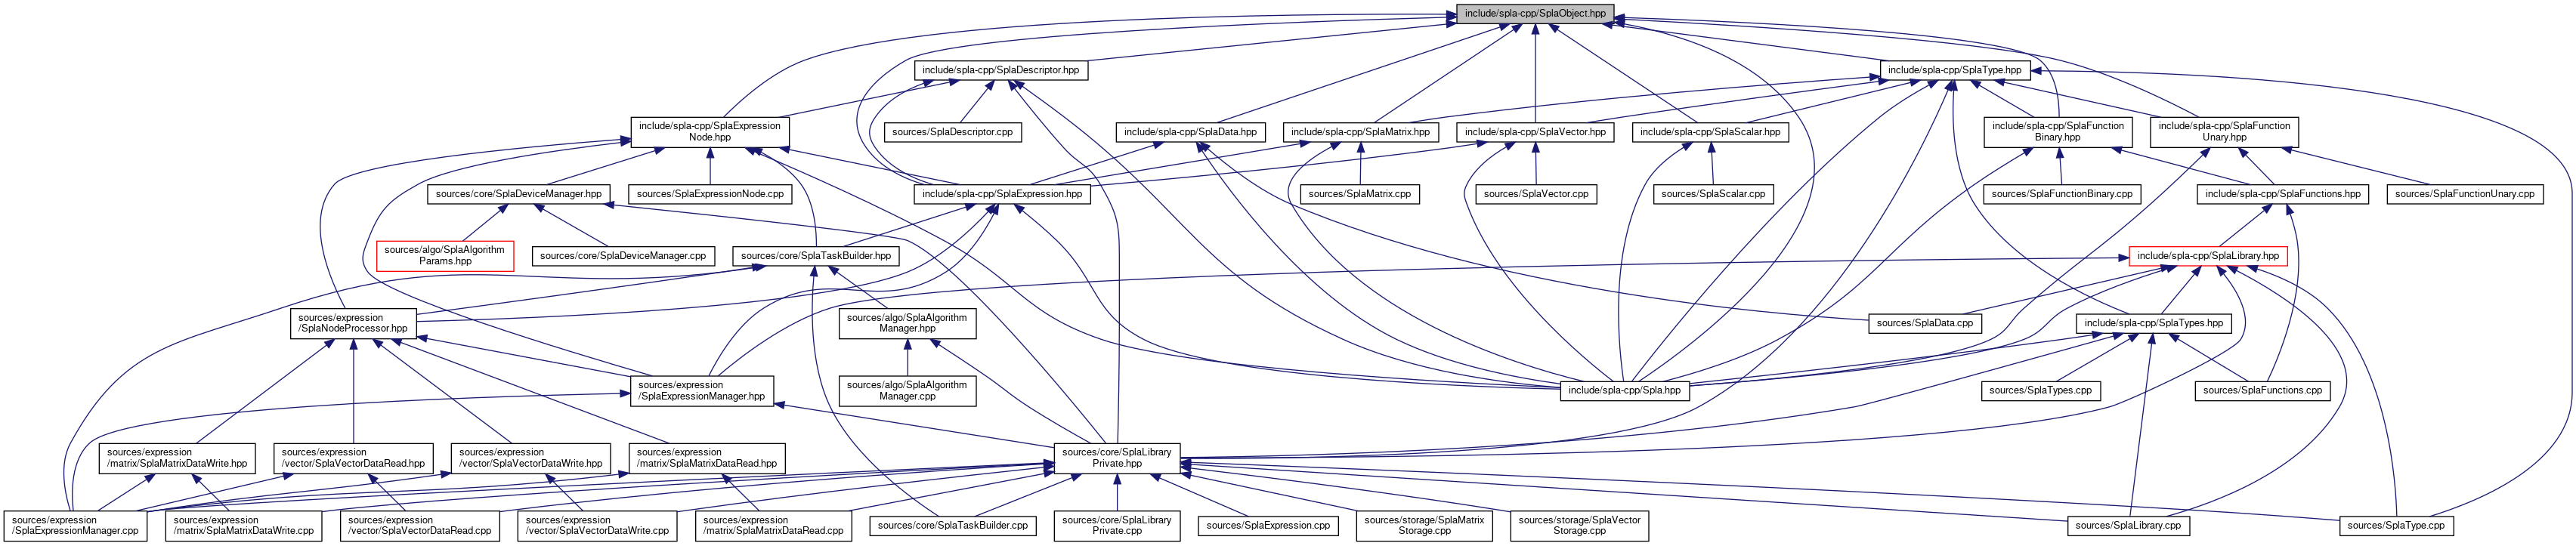 include/spla-cpp/SplaObject.hpp
include/spla-cpp/SplaDescriptor.hpp
include/spla-cpp/SplaType.hpp
include/spla-cpp/SplaExpression
Node.hpp
sources/SplaDescriptor.cpp
include/spla-cpp/SplaData.hpp
include/spla-cpp/SplaMatrix.hpp
include/spla-cpp/SplaVector.hpp
include/spla-cpp/SplaScalar.hpp
include/spla-cpp/SplaFunction
Binary.hpp
include/spla-cpp/SplaFunction
Unary.hpp
sources/core/SplaDeviceManager.hpp
sources/SplaExpressionNode.cpp
include/spla-cpp/SplaExpression.hpp
sources/SplaMatrix.cpp
sources/SplaVector.cpp
sources/SplaScalar.cpp
sources/SplaFunctionBinary.cpp
include/spla-cpp/SplaFunctions.hpp
sources/SplaFunctionUnary.cpp
sources/algo/SplaAlgorithm
Params.hpp
sources/core/SplaDeviceManager.cpp
sources/core/SplaTaskBuilder.hpp
include/spla-cpp/SplaLibrary.hpp
sources/expression
/SplaNodeProcessor.hpp
sources/algo/SplaAlgorithm
Manager.hpp
sources/SplaData.cpp
include/spla-cpp/SplaTypes.hpp
sources/expression
/SplaExpressionManager.hpp
sources/algo/SplaAlgorithm
Manager.cpp
include/spla-cpp/Spla.hpp
sources/SplaTypes.cpp
sources/SplaFunctions.cpp
sources/expression
/matrix/SplaMatrixDataWrite.hpp
sources/expression
/vector/SplaVectorDataRead.hpp
sources/expression
/vector/SplaVectorDataWrite.hpp
sources/expression
/matrix/SplaMatrixDataRead.hpp
sources/core/SplaLibrary
Private.hpp
sources/expression
/SplaExpressionManager.cpp
sources/expression
/matrix/SplaMatrixDataWrite.cpp
sources/expression
/vector/SplaVectorDataRead.cpp
sources/expression
/vector/SplaVectorDataWrite.cpp
sources/expression
/matrix/SplaMatrixDataRead.cpp
sources/core/SplaTaskBuilder.cpp
sources/core/SplaLibrary
Private.cpp
sources/SplaExpression.cpp
sources/storage/SplaMatrix
Storage.cpp
sources/storage/SplaVector
Storage.cpp
sources/SplaLibrary.cpp
sources/SplaType.cpp